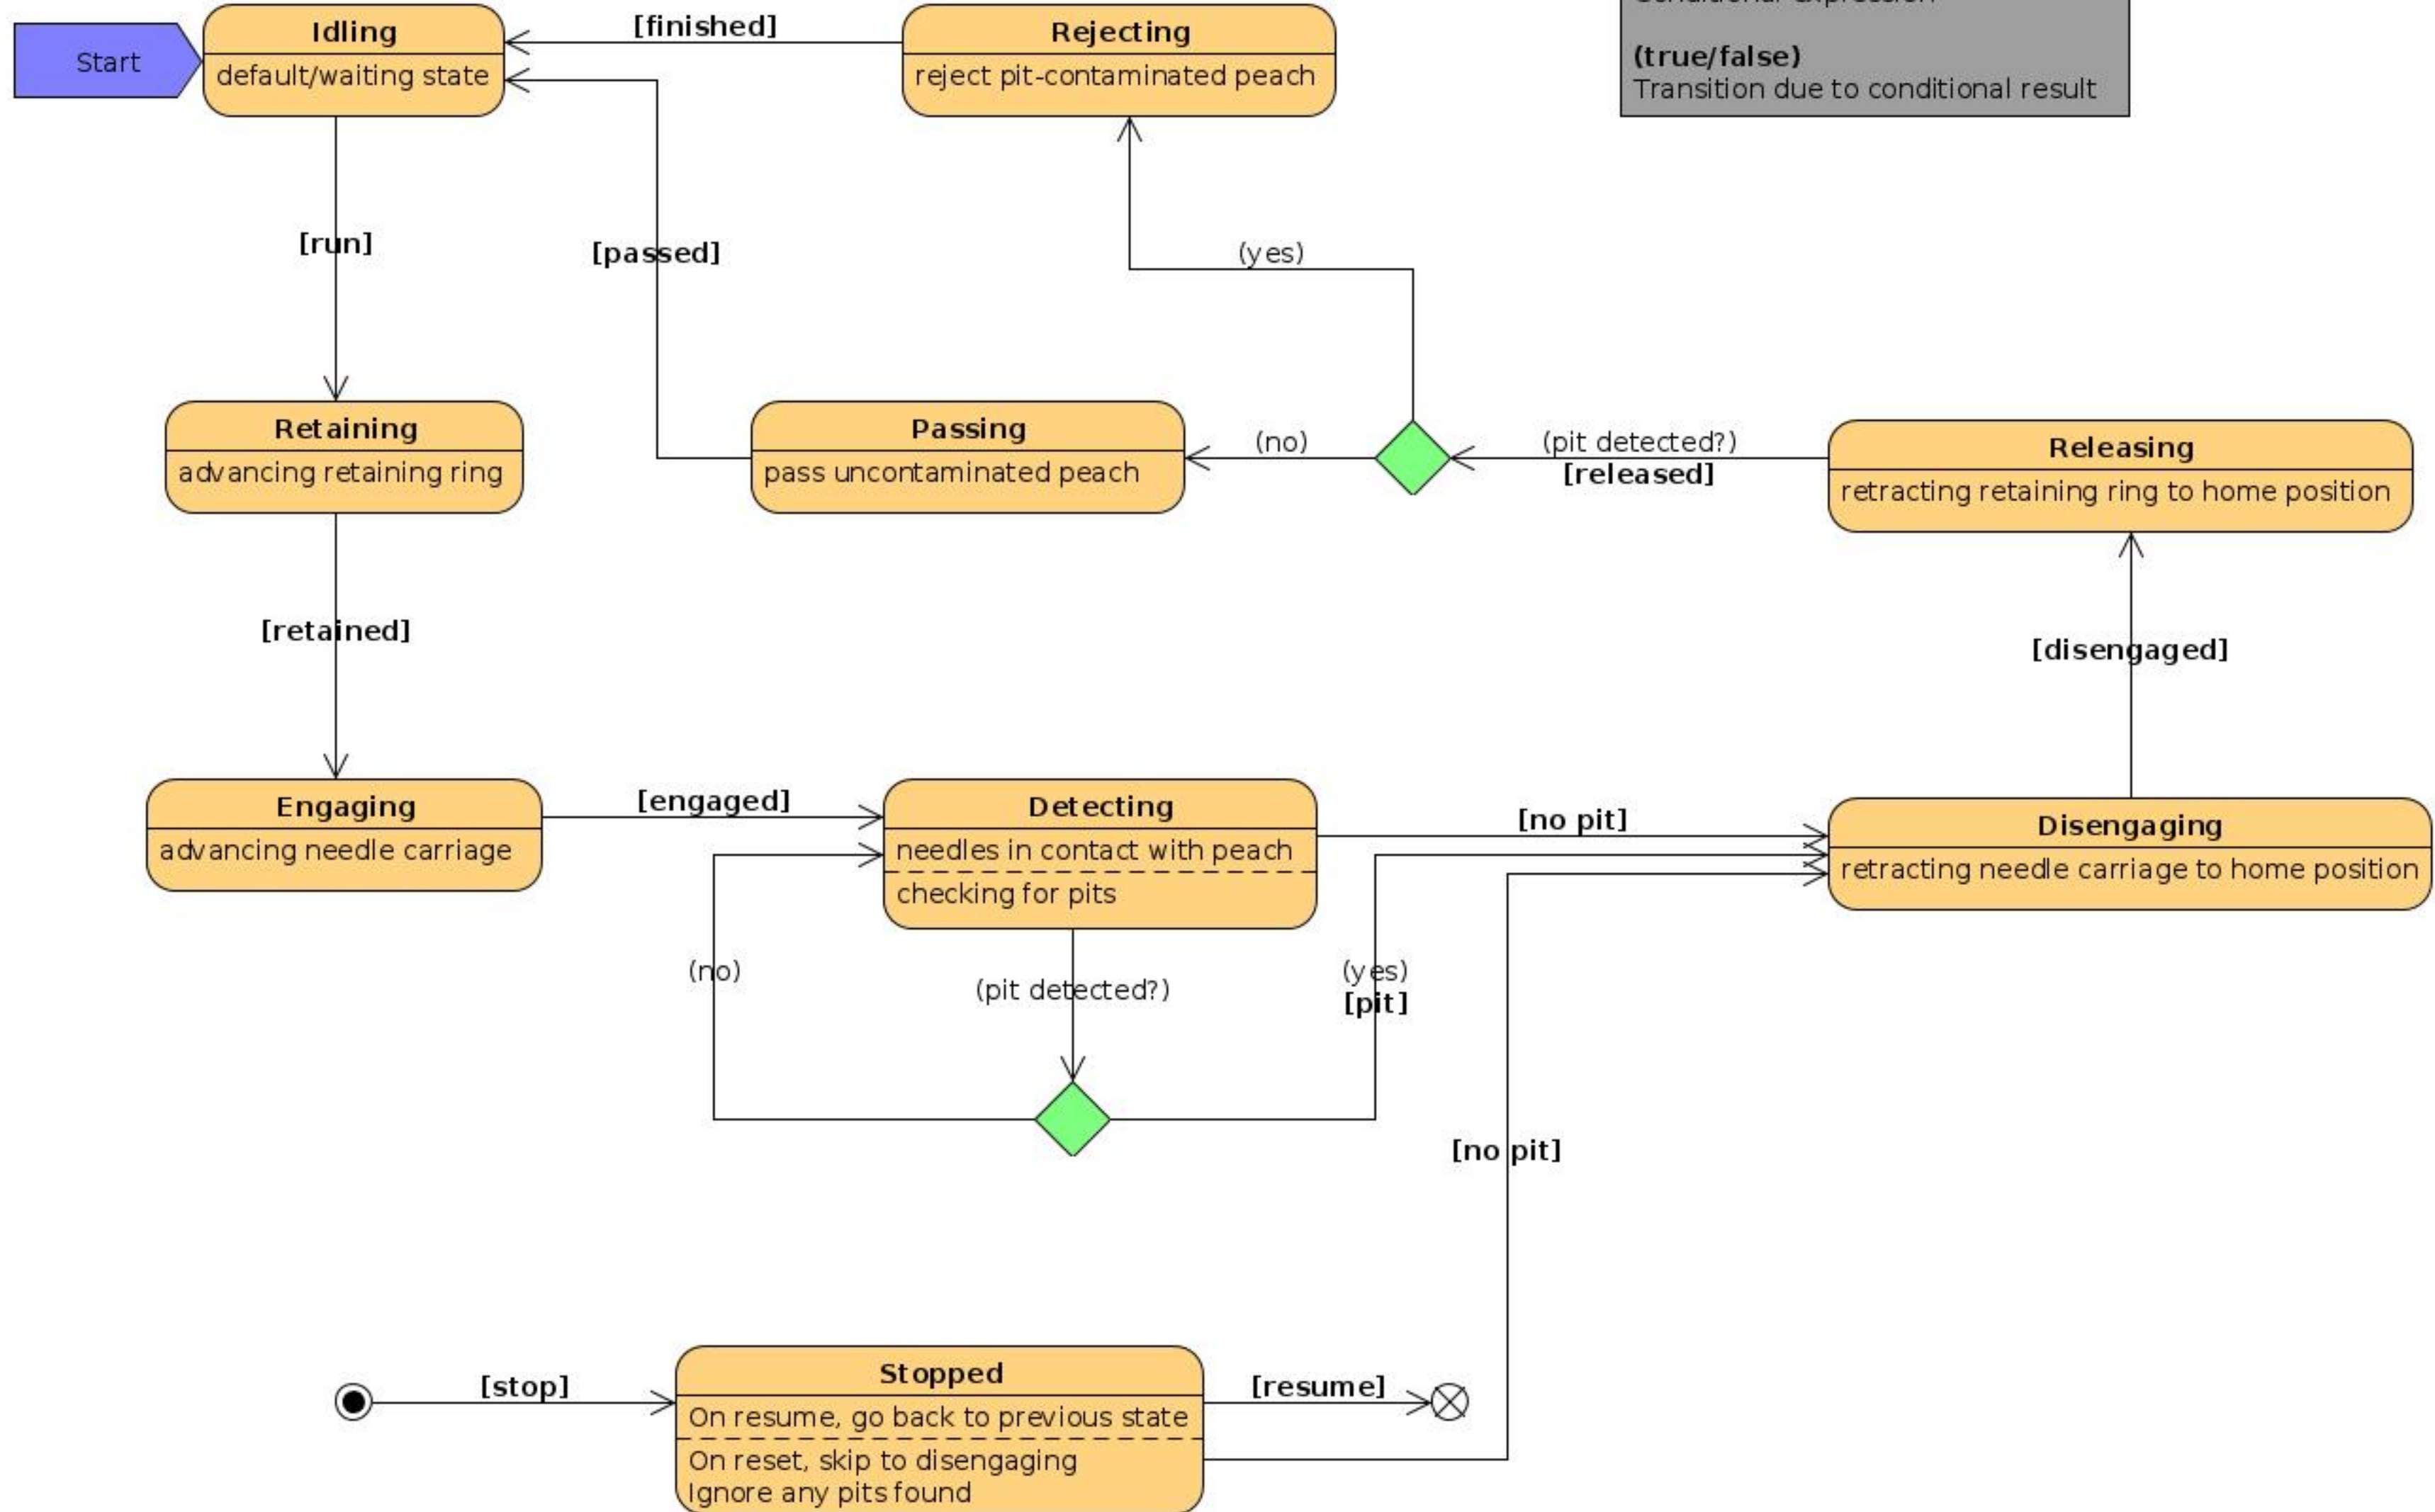 Start
Idling
default/waiting state
[finished]
Rejecting
reject pit-contaminated peach
(true/false)
Transition due to conditional result
[run]
[passed]
(yes)
Retaining
advancing retaining ring
Passing
pass uncontaminated peach
(no)
(pit detected?)
[released]
Releasing
retracting retaining ring to home position
[retained]
[disengaged]
Engaging
advancing needle carriage
[engaged]
Detecting
needles in contact with peach
checking for pits
[no pit]
Disengaging
retracting needle carriage to home position
(no)
(pit detected?)
(yes)
[pit]
[no pit]
[stop]
Stopped
On resume, go back to previous state
On reset, skip to disengaging
Ignore any pits found
[resume]